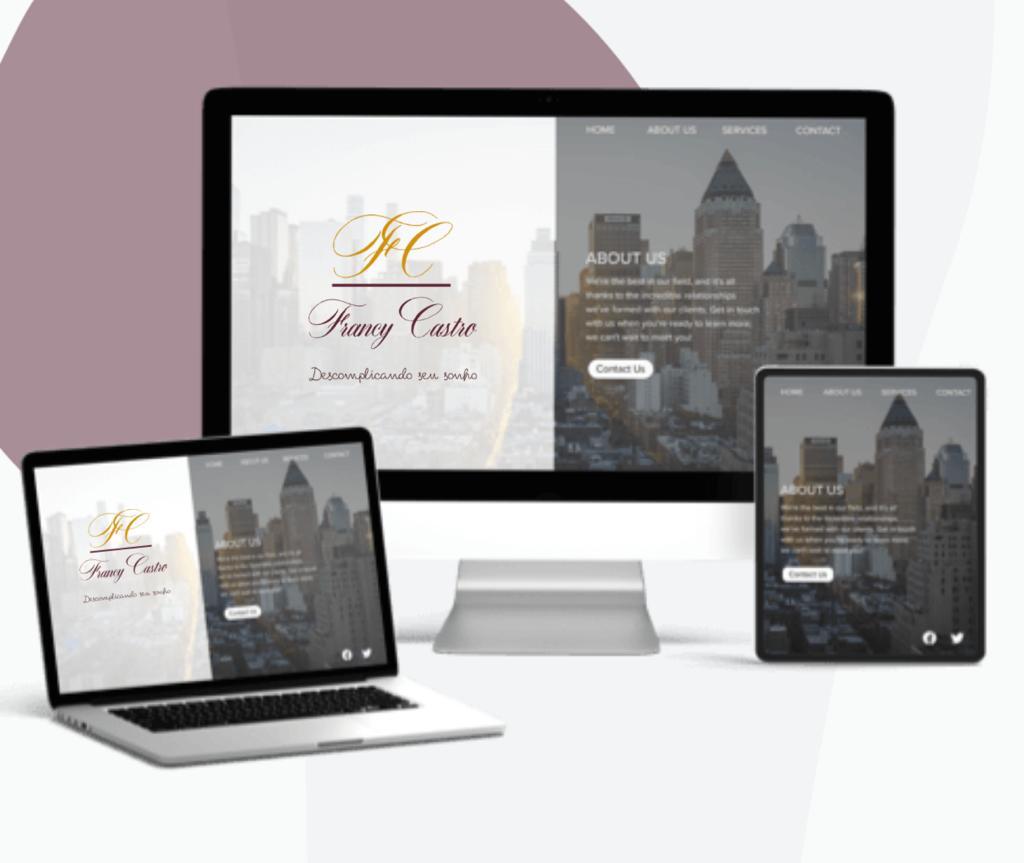 HOME ABOUT US SERVICES CONTACT
FC
Francy Castro
Descomplicando seu sonho
ABOUT US
We're the best in our field, and it's all
thanks to the incredible relationships
we've formed with our clients. Get in touch
with us when you're ready to learn more;
we can't wait to meet you!
Contact Us
HOME ABOUT US SERVICES CONTACT
FC
Francy Castro
Descomplicando seu sonho
ABOUT US
Contact Us
HOME ABOUT US SERVICES CONTACT
ABOUT US
We're the best in our field, and it's all
thanks to the incredible relationships
we've formed with our clients. Get in touch
with us when you're ready to learn more;
we can't wait to meet you!
Contact Us